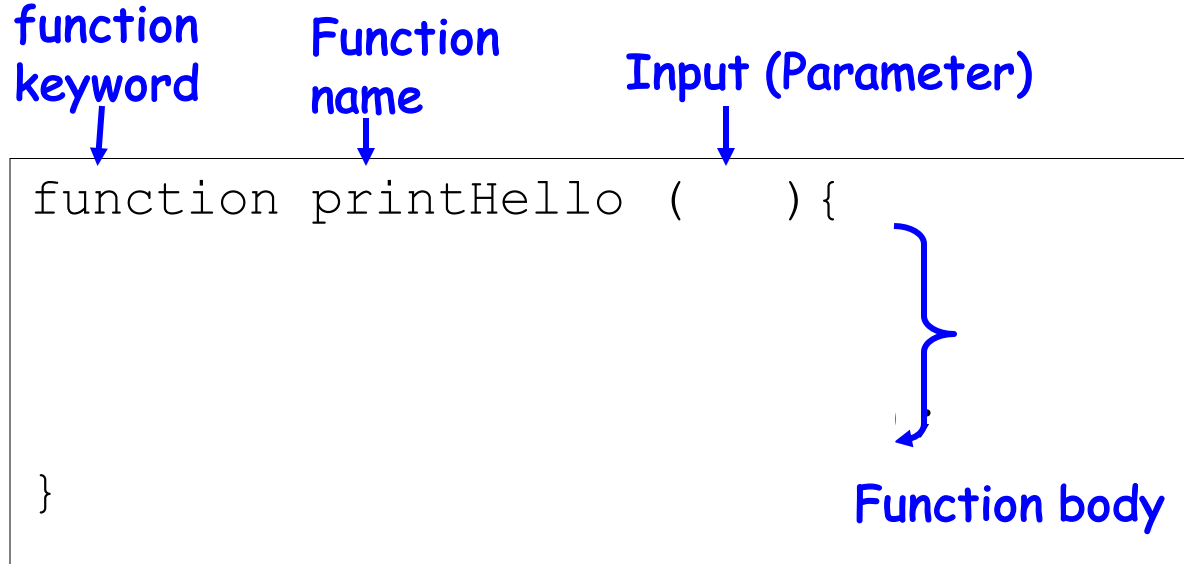 function
keyword
Function
name
Input (Parameter)
function printHello (   ){
}
Function body